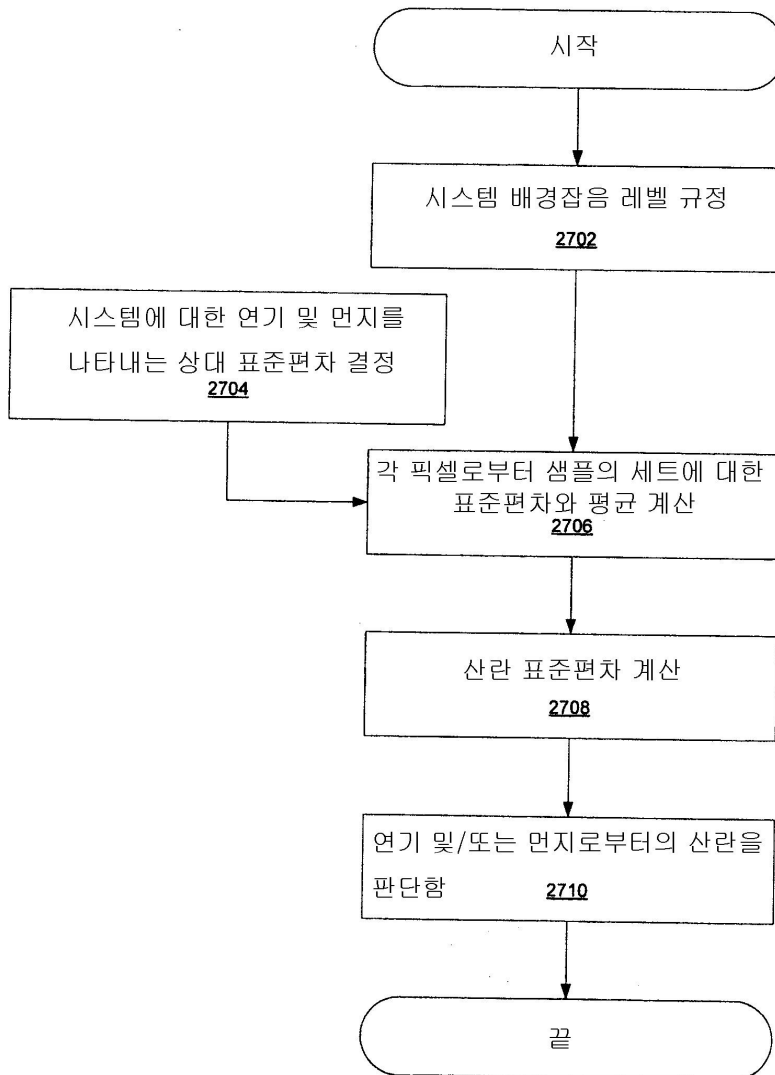 시작
시스템 배경잡음 레벨 규정
2702
시스템에 대한 연기 및 먼지를
나타내는 상대 표준편차 결정
2704
각 픽셀로부터 샘플의 세트에 대한
표준편차와 평균 계산
2706
산란 표준편차 계산
2708
연기 및/또는 먼지로부터의 산란을
판단함 2710
끝